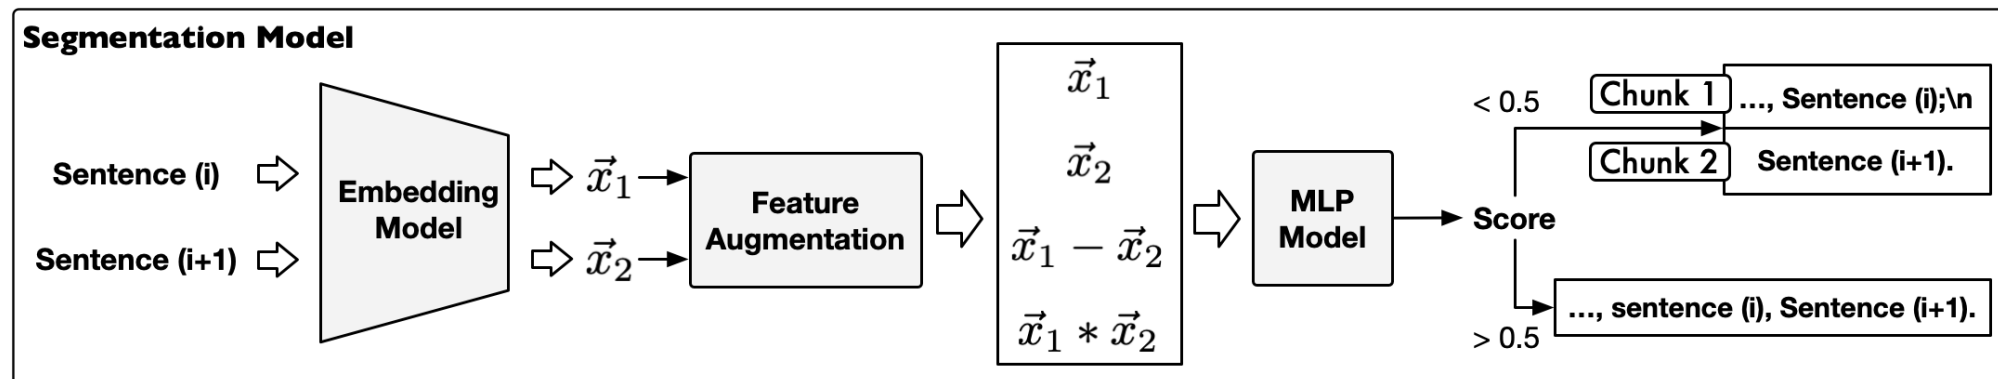 Segmentation Model
Sentence (i)
Sentence (i+1)
Embedding
Model
x⃗₁
x⃗₂
Feature
Augmentation
x⃗₁
x⃗₂
x⃗₁ − x⃗₂
x⃗₁ * x⃗₂
MLP
Model
Score
< 0.5
Chunk 1
..., Sentence (i);\n
Chunk 2
Sentence (i+1).
> 0.5
..., sentence (i), Sentence (i+1).